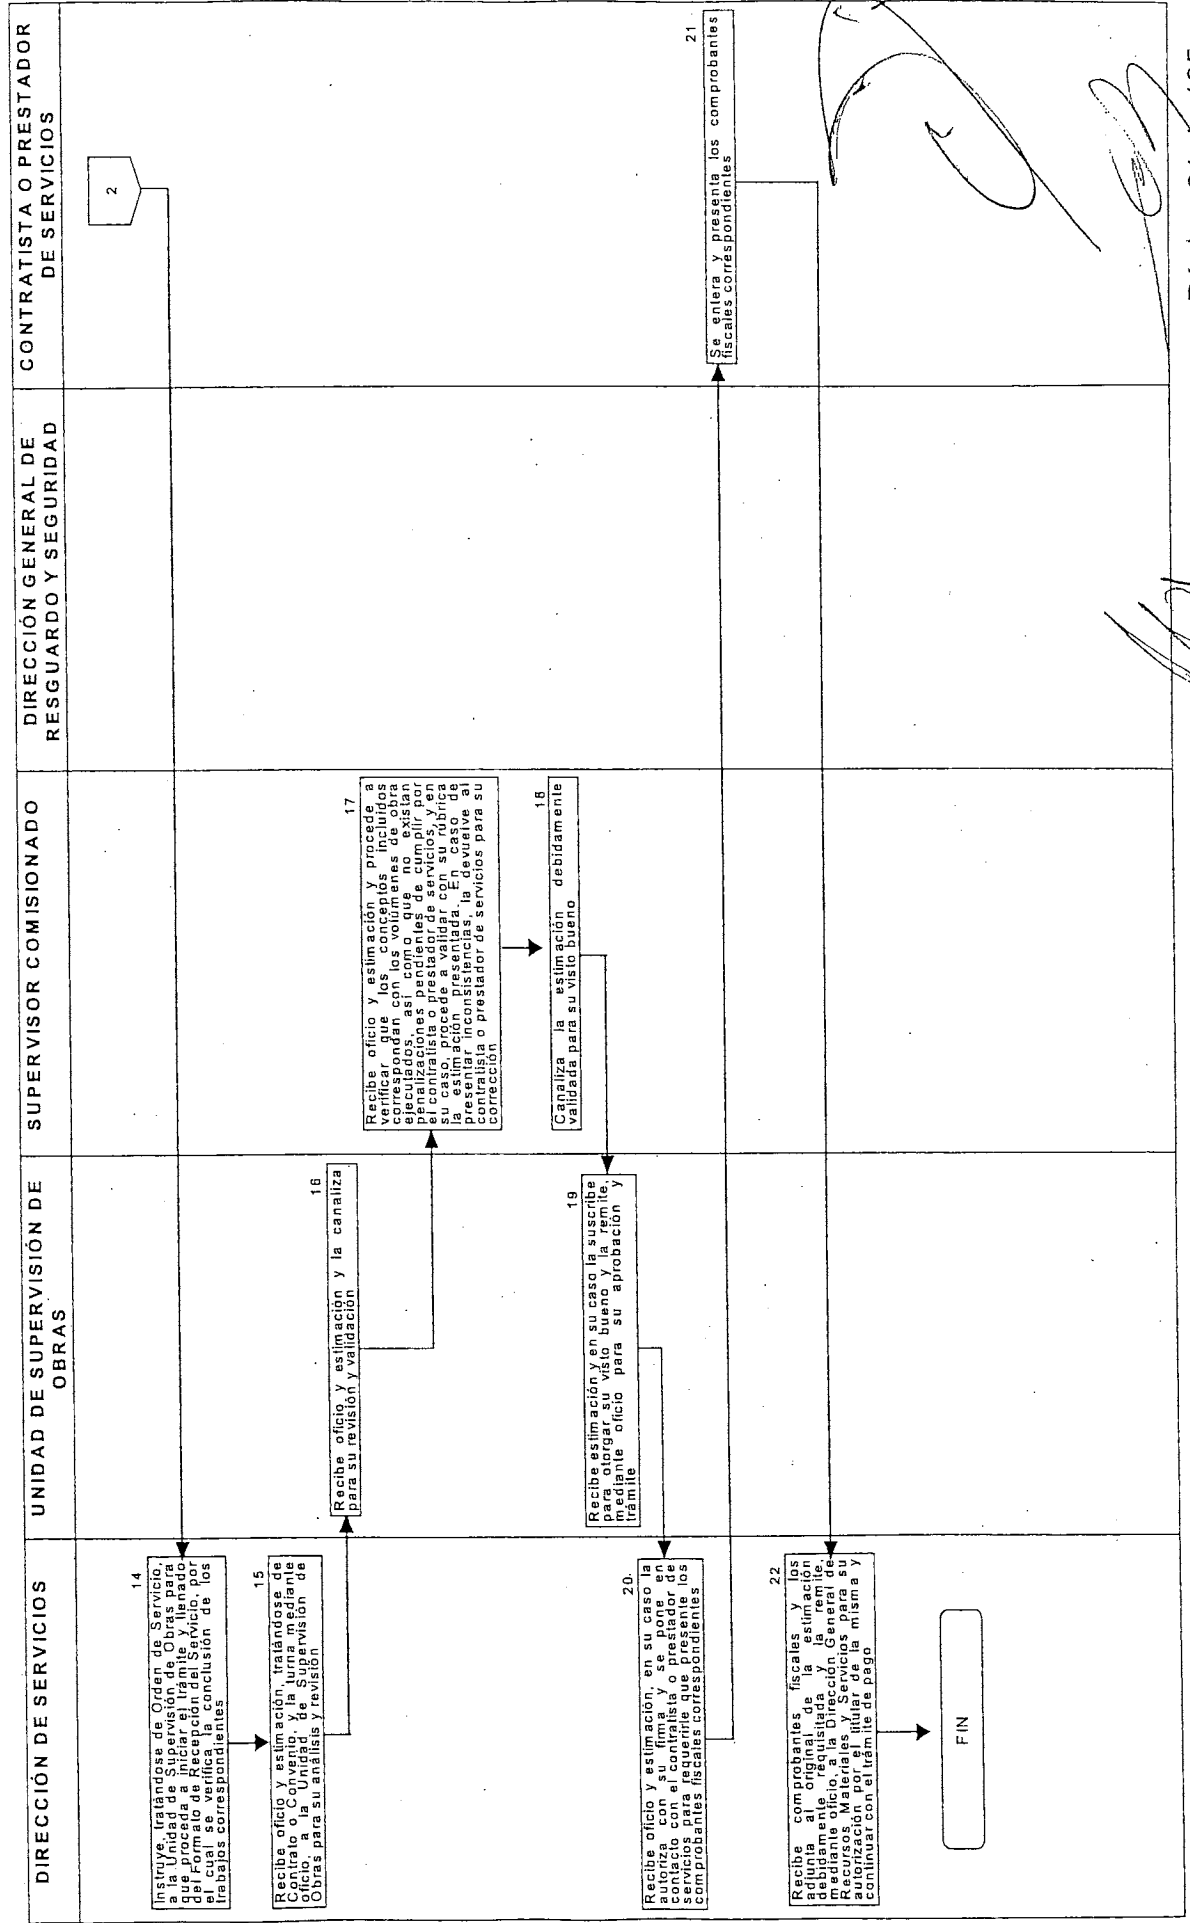 DIRECCIÓN DE SERVICIOS
UNIDAD DE SUPERVISIÓN DE
OBRAS
SUPERVISOR COMISIONADO
DIRECCIÓN GENERAL DE
RESGUARDO Y SEGURIDAD
CONTRATISTA O PRESTADOR
DE SERVICIOS
2
14
Instruye, tratándose de Orden de Servicio,
a la Unidad de Supervisión de Obras para
que proceda a iniciar el trámite y llenado
del Formato de Recepción del Servicio, por
el cual se verifica la conclusión de los
trabajos correspondientes
15
Recibe oficio y estimación, tratándose de
Contrato o Convenio, y la turna mediante
oficio, a la Unidad de Supervisión de
Obras para su análisis y revisión
16
Recibe oficio y estimación y la canaliza
para su revisión y validación
17
Recibe oficio y estimación y procede a
verificar que los conceptos incluidos
correspondan con los volúmenes de obra
ejecutados, así como que no existan
penalizaciones pendientes de cumplir por
el contratista o prestador de servicios, y en
su caso, procede a validar con su rúbrica
la estimación presentada. En caso de
presentar inconsistencias, la devuelve al
contratista o prestador de servicios para su
corrección
18
Canaliza la estimación debidamente
validada para su visto bueno
19
Recibe estimación y en su caso la suscribe
para otorgar su visto bueno y la remite,
mediante oficio para su aprobación y
trámite
20.
Recibe oficio y estimación, en su caso la
autoriza con su firma y se pone en
contacto con el contratista o prestador de
servicios para requerirle que presente los
comprobantes fiscales correspondientes
21
Se entera y presenta los comprobantes
fiscales correspondientes
22
Recibe comprobantes fiscales y los
adjunta al original de la estimación
debidamente requisitada y la remite,
mediante oficio, a la Dirección General de
Recursos Materiales y Servicios para su
autorización por el titular de la misma y
continuar con el trámite de pago
FIN